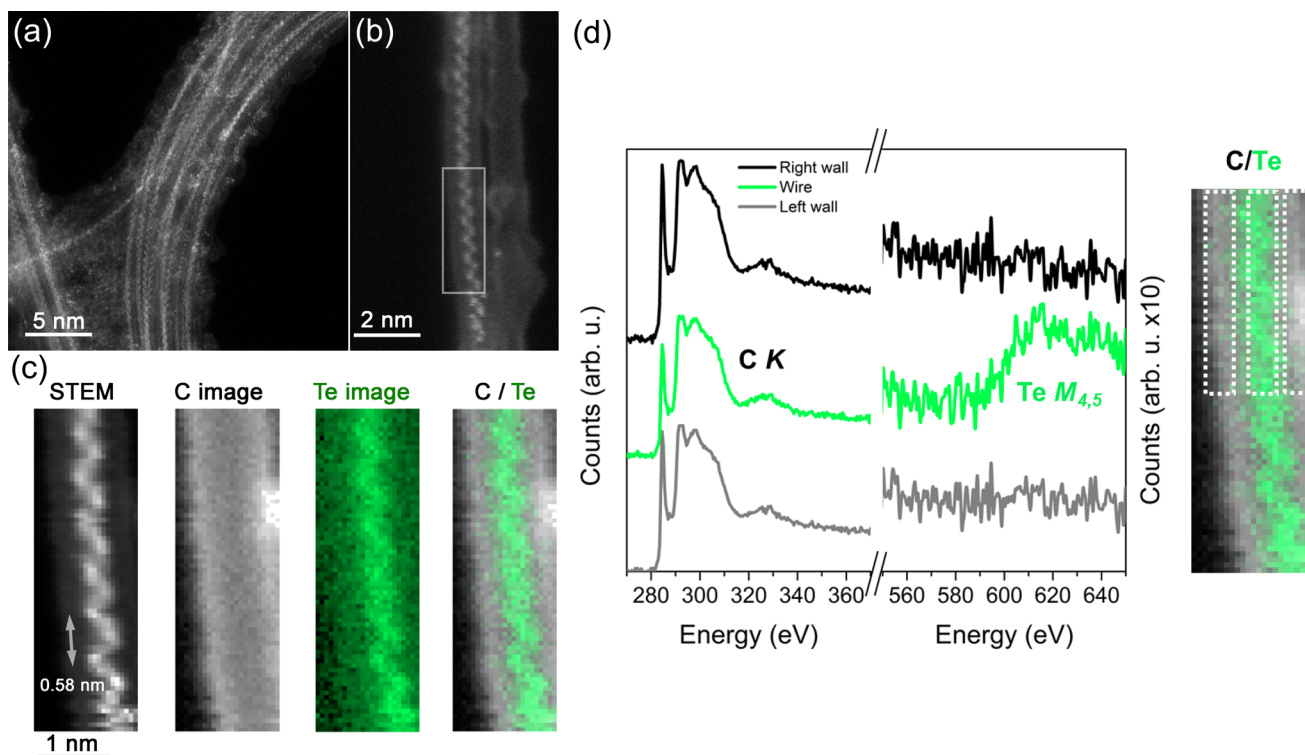 (a)
5 nm
(b)
2 nm
(c)
STEM
C image
Te image
C / Te
0.58 nm
1 nm
(d)
Counts (arb. u.)
Right wall
Wire
Left wall
C K
Te M4,5
280 300 320 340 360
560 580 600 620 640
Energy (eV)
Energy (eV)
Counts (arb. u. x10)
C/Te